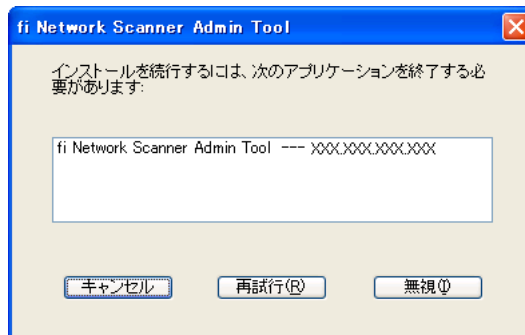 fi Network Scanner Admin Tool
インストールを続行するには、次のアプリケーションを終了する必
要があります:
fi Network Scanner Admin Tool --- XXX.XXX.XXX.XXX
キャンセル 再試行(R) 無視(I)